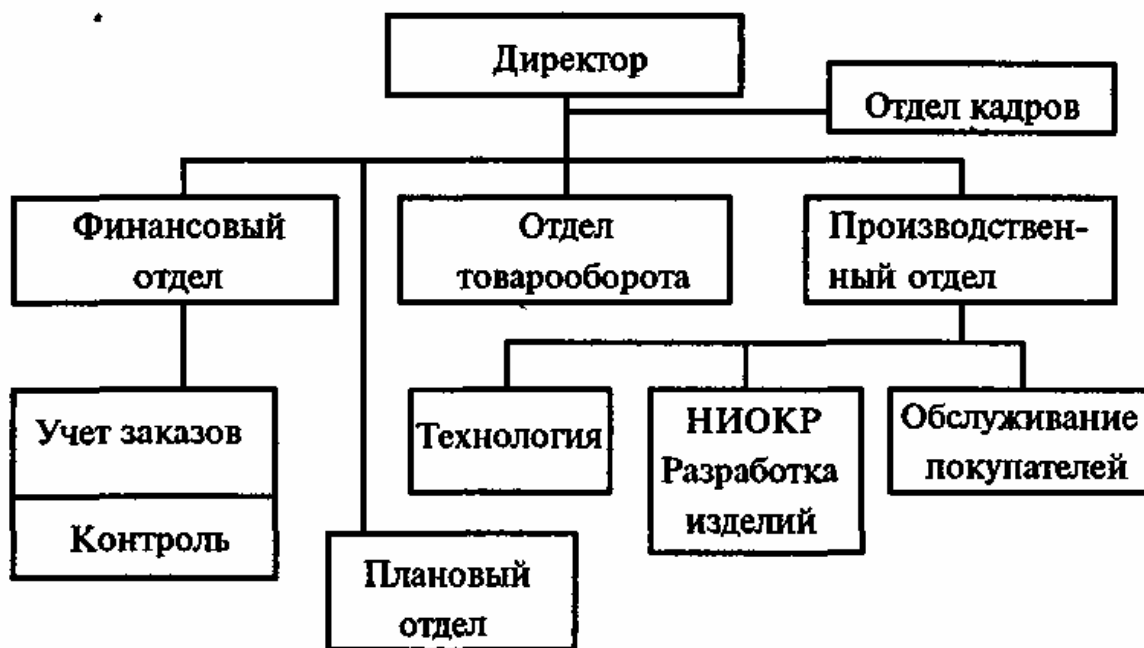 Директор
Отдел кадров
Финансовый
отдел
Отдел
товарооборота
Производствен-
ный отдел
Учет заказов
Контроль
Технология
НИОКР
Разработка
изделий
Обслуживание
покупателей
Плановый
отдел